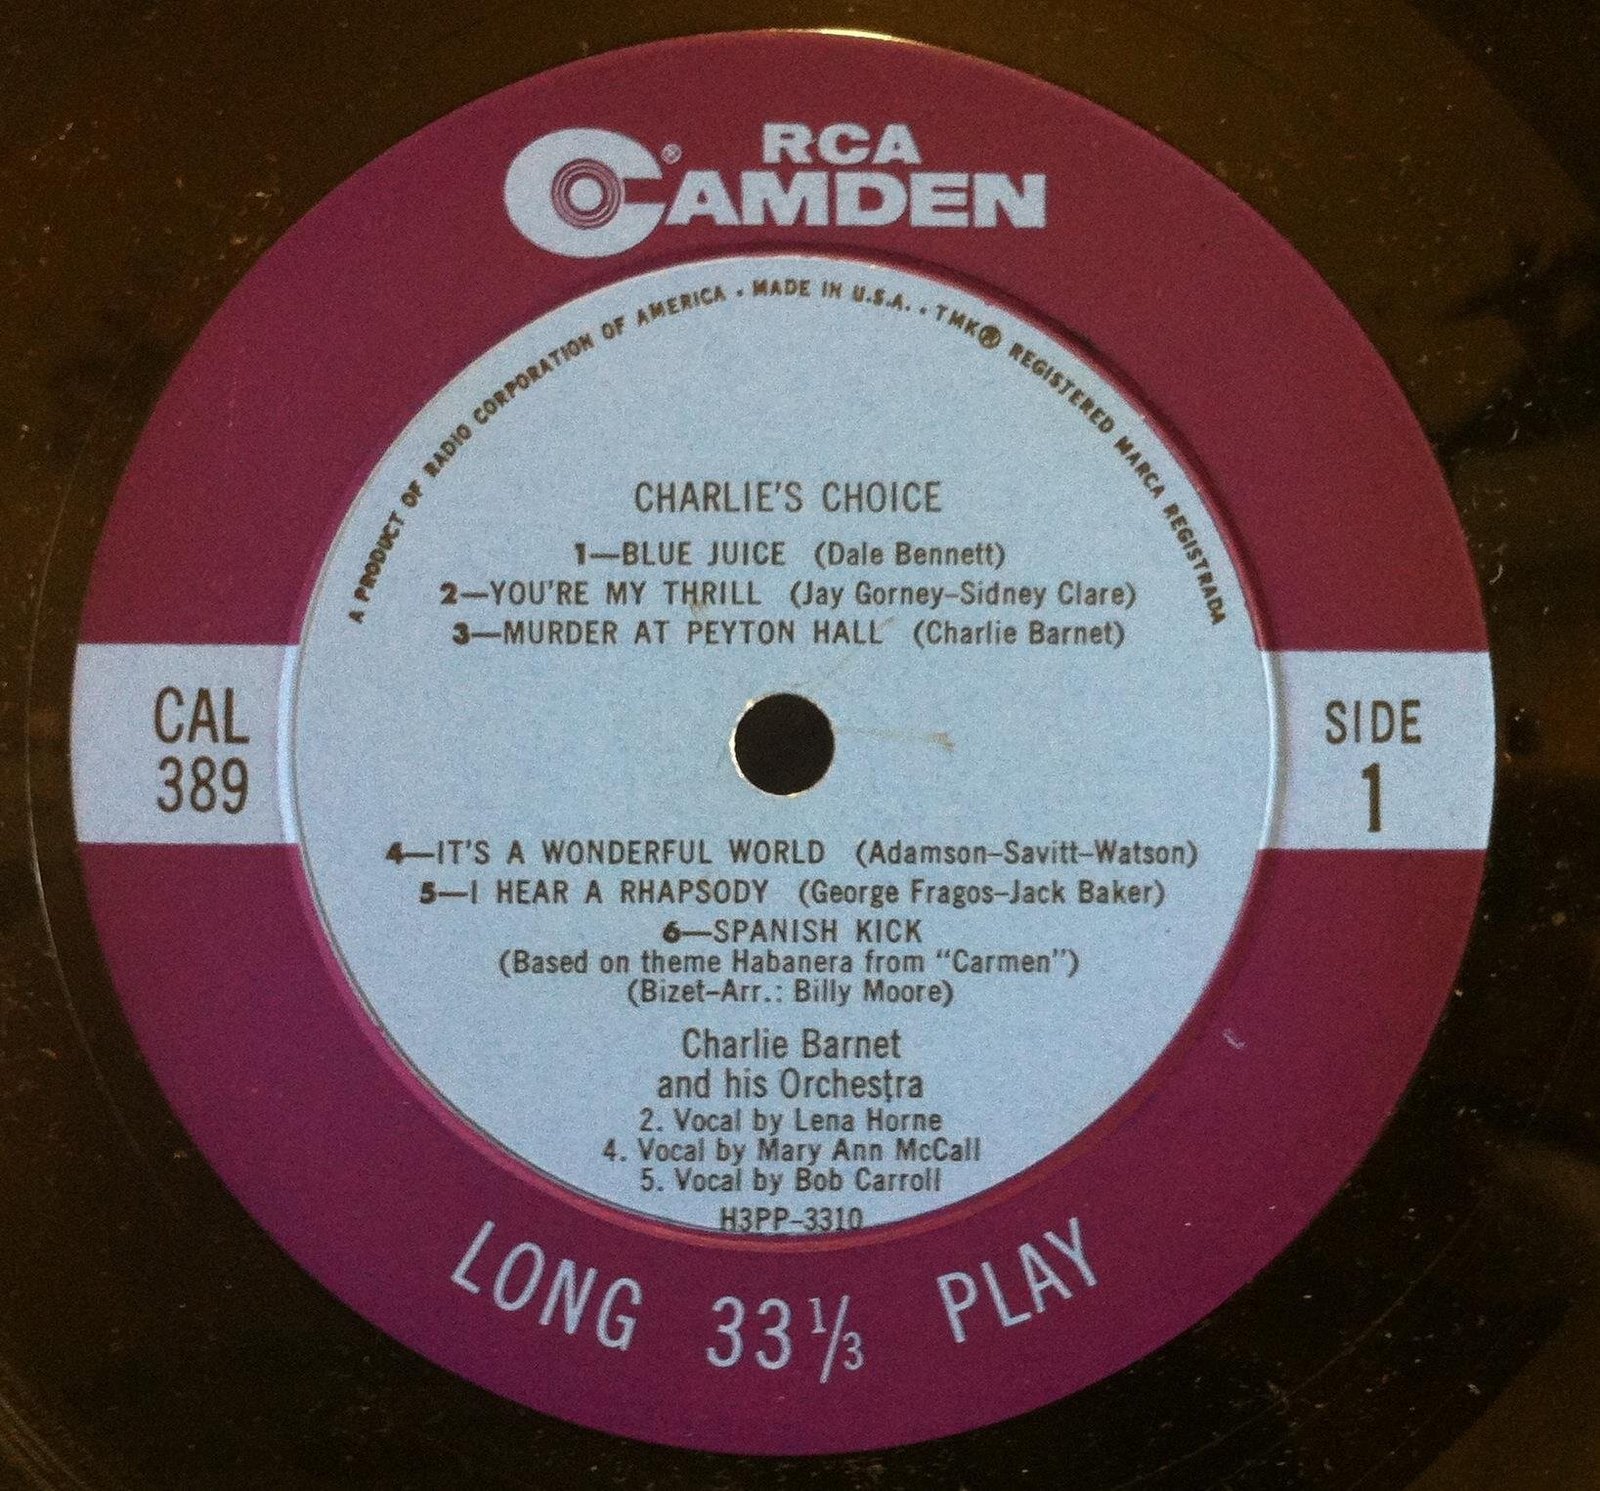 RCA
CAMDEN ®
A PRODUCT OF RADIO CORPORATION OF AMERICA • MADE IN U.S.A. • TMK® REGISTERED MARCA REGISTRADA
CHARLIE'S CHOICE
1—BLUE JUICE (Dale Bennett)
2—YOU'RE MY THRILL (Jay Gorney–Sidney Clare)
3—MURDER AT PEYTON HALL (Charlie Barnet)
CAL
389
SIDE
1
4—IT'S A WONDERFUL WORLD (Adamson–Savitt–Watson)
5—I HEAR A RHAPSODY (George Fragos–Jack Baker)
6—SPANISH KICK
(Based on theme Habanera from “Carmen”)
(Bizet–Arr.: Billy Moore)
Charlie Barnet
and his Orchestra
2. Vocal by Lena Horne
4. Vocal by Mary Ann McCall
5. Vocal by Bob Carroll
H3PP–3310
LONG 33⅓ PLAY